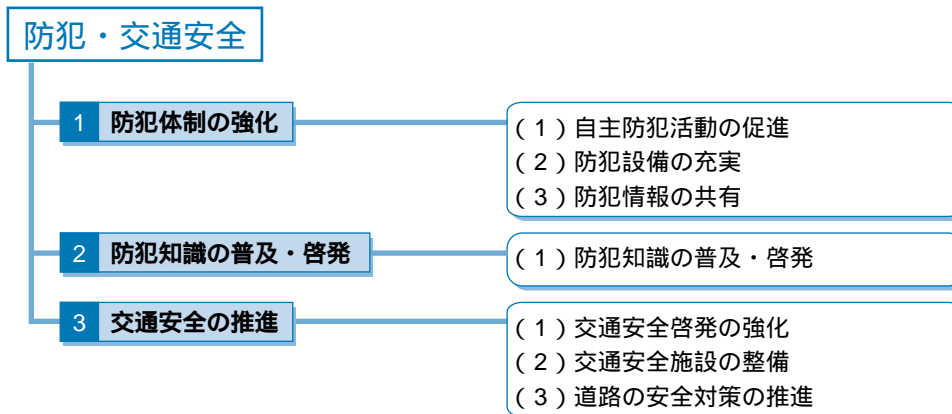 防犯・交通安全
1 防犯体制の強化
(1)自主防犯活動の促進
(2)防犯設備の充実
(3)防犯情報の共有
2 防犯知識の普及・啓発
(1)防犯知識の普及・啓発
3 交通安全の推進
(1)交通安全啓発の強化
(2)交通安全施設の整備
(3)道路の安全対策の推進